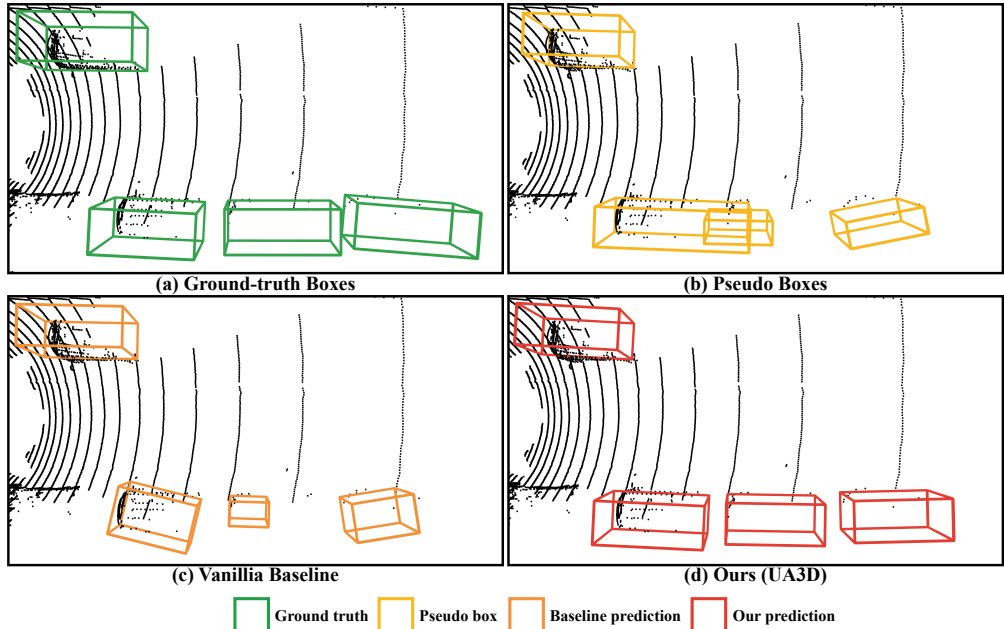 (a) Ground-truth Boxes
(b) Pseudo Boxes
(c) Vanillia Baseline
(d) Ours (UA3D)
Ground truth
Pseudo box
Baseline prediction
Our prediction